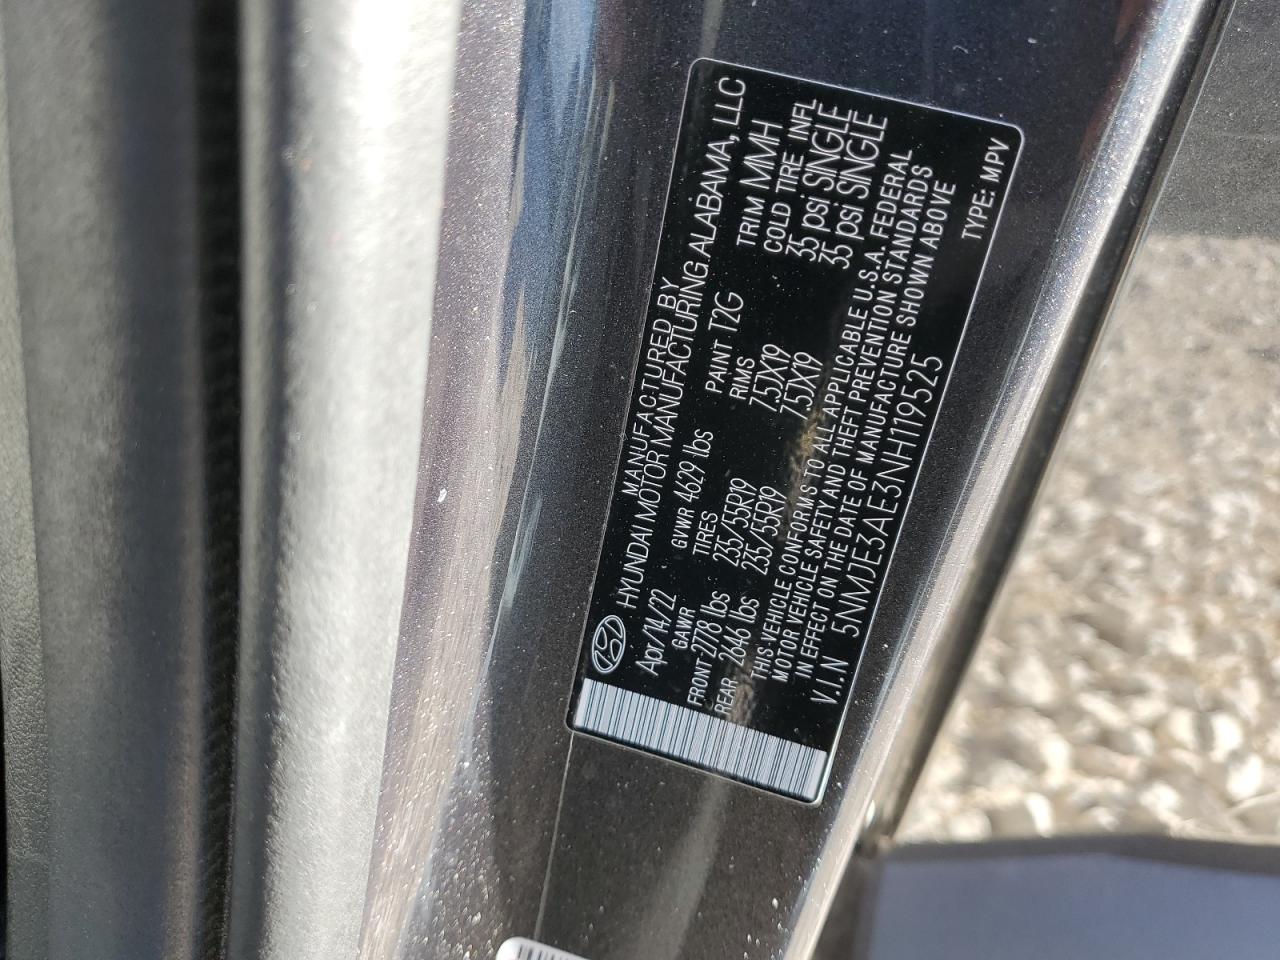 MANUFACTURED BY
HYUNDAI MOTOR MANUFACTURING ALABAMA, LLC
Apr/14/22 GVWR 4629 lbs PAINT T2G TRIM MMH
GAWR TIRES RIMS COLD TIRE INFL
FRONT 2778 lbs 235/55R19 7.5JX19 35 psi SINGLE
REAR 2646 lbs 235/55R19 7.5JX19 35 psi SINGLE
THIS VEHICLE CONFORMS TO ALL APPLICABLE U.S.A. FEDERAL
MOTOR VEHICLE SAFETY AND THEFT PREVENTION STANDARDS
IN EFFECT ON THE DATE OF MANUFACTURE SHOWN ABOVE
V.I.N 5NMJE3AE3NH119525 TYPE: MPV